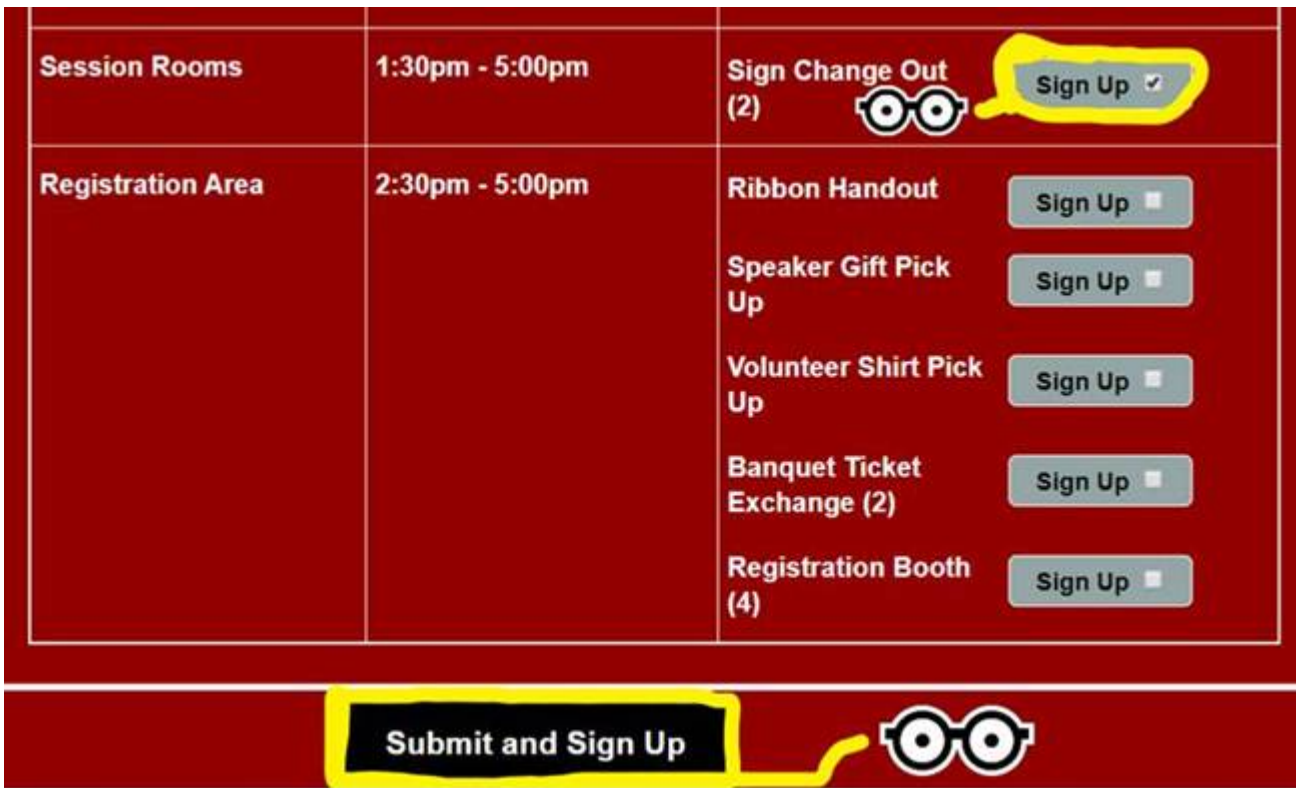 Session Rooms
1:30pm - 5:00pm
Sign Change Out
(2)
Sign Up
Registration Area
2:30pm - 5:00pm
Ribbon Handout
Sign Up
Speaker Gift Pick
Up
Sign Up
Volunteer Shirt Pick
Up
Sign Up
Banquet Ticket
Exchange (2)
Sign Up
Registration Booth
(4)
Sign Up
Submit and Sign Up